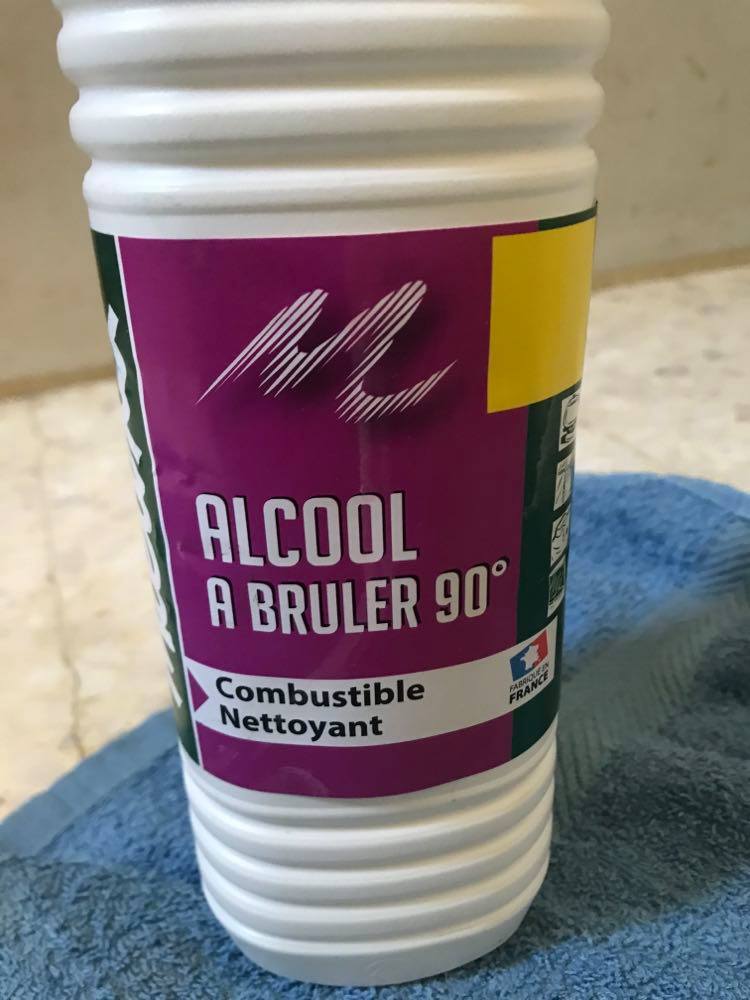 ALCOOL
A BRULER 90°
Combustible
Nettoyant
FABRIQUÉ EN
FRANCE